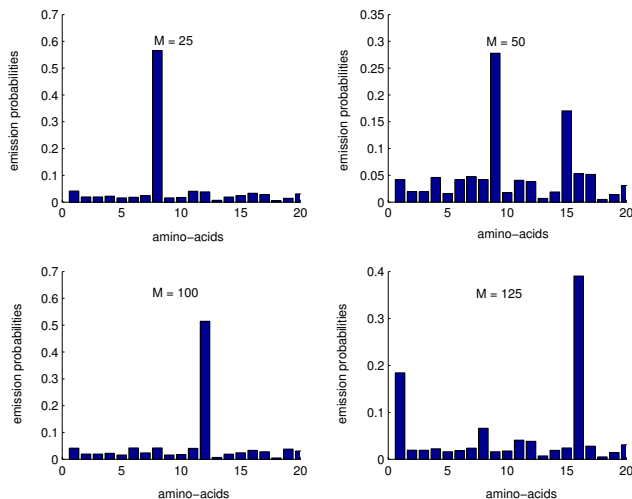 0.7
0.6
0.5
0.4
0.3
0.2
0.1
0
M = 25
emission probabilities
0 5 10 15 20
amino−acids
0.35
0.3
0.25
0.2
0.15
0.1
0.05
0
M = 50
emission probabilities
0 5 10 15 20
amino−acids
0.7
0.6
0.5
0.4
0.3
0.2
0.1
0
M = 100
emission probabilities
0 5 10 15 20
amino−acids
0.4
0.3
0.2
0.1
0
M = 125
emission probabilities
0 5 10 15 20
amino−acids